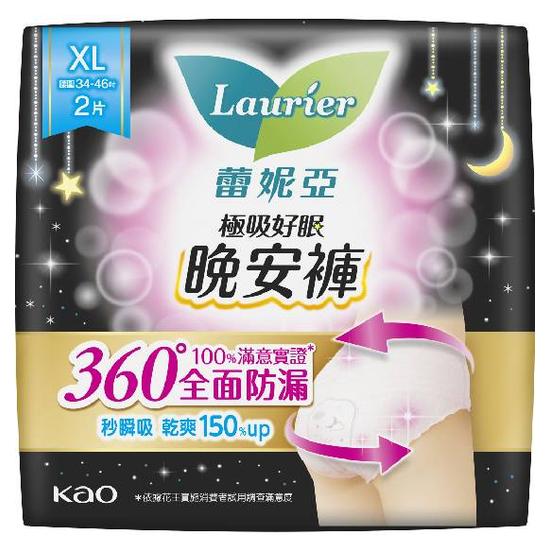 XL
腰圍34-46吋
2片
Laurier
蕾妮亞
極吸好眠
晚安褲
100%滿意實證*
360°全面防漏
秒瞬吸 乾爽150%up
Kao
*依據花王實施消費者試用調查滿意度